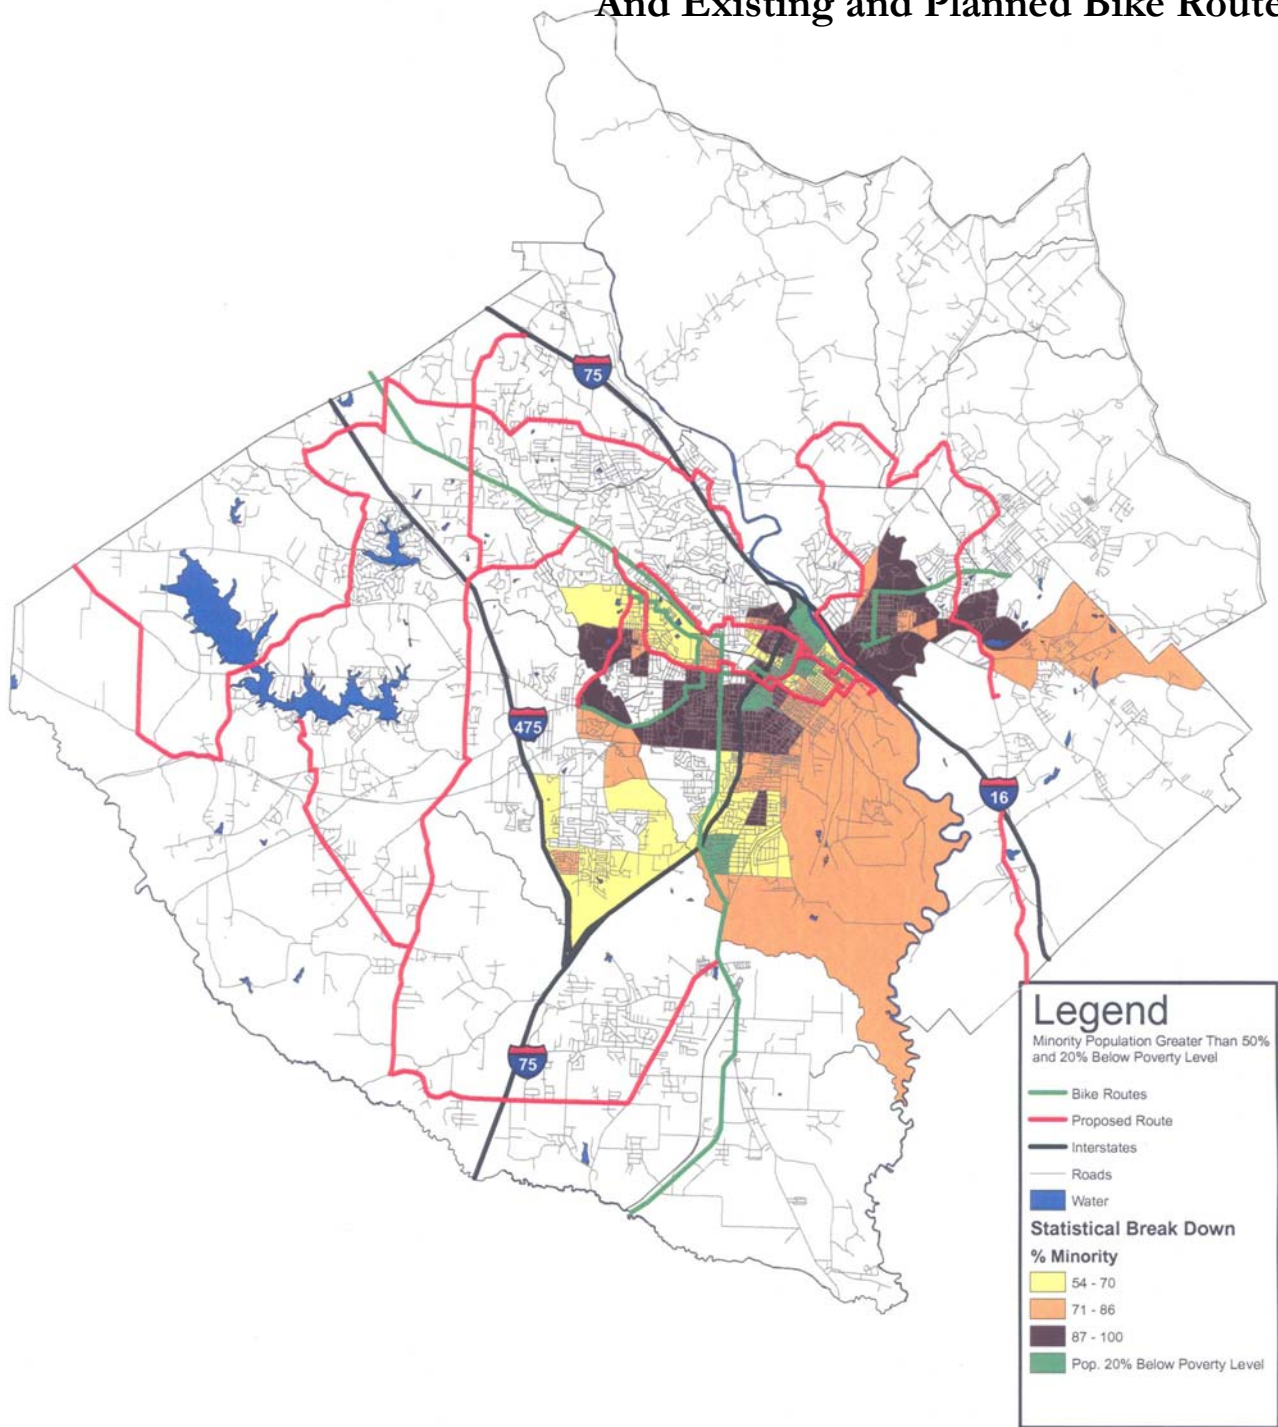 And Existing and Planned Bike Route
75
475
16
75
Legend
Minority Population Greater Than 50%
and 20% Below Poverty Level
Bike Routes
Proposed Route
Interstates
Roads
Water
Statistical Break Down
% Minority
54 - 70
71 - 86
87 - 100
Pop. 20% Below Poverty Level